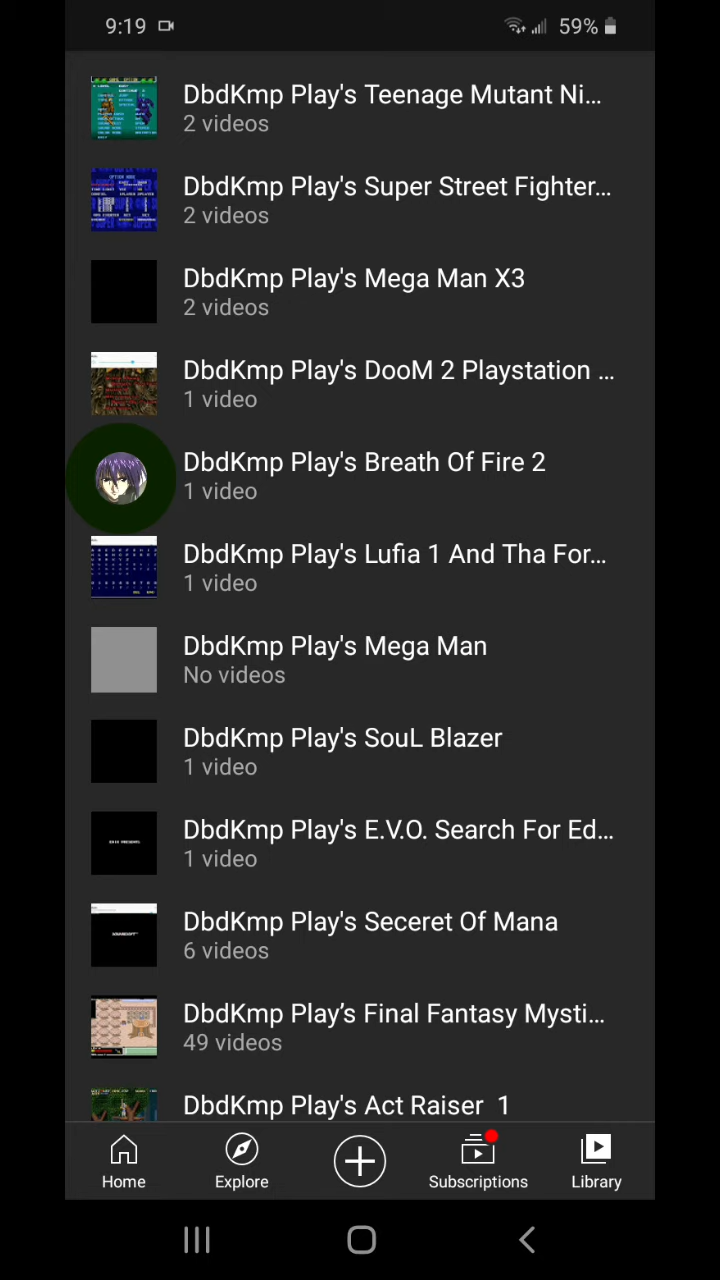 9:19
59%
DbdKmp Play's Teenage Mutant Ni...
2 videos
DbdKmp Play's Super Street Fighter...
2 videos
DbdKmp Play's Mega Man X3
2 videos
DbdKmp Play's DooM 2 Playstation ...
1 video
DbdKmp Play's Breath Of Fire 2
1 video
DbdKmp Play's Lufia 1 And Tha For...
1 video
DbdKmp Play's Mega Man
No videos
DbdKmp Play's SouL Blazer
1 video
DbdKmp Play's E.V.O. Search For Ed...
1 video
DbdKmp Play's Seceret Of Mana
6 videos
DbdKmp Play’s Final Fantasy Mysti...
49 videos
DbdKmp Play's Act Raiser  1
Home
Explore
Subscriptions
Library